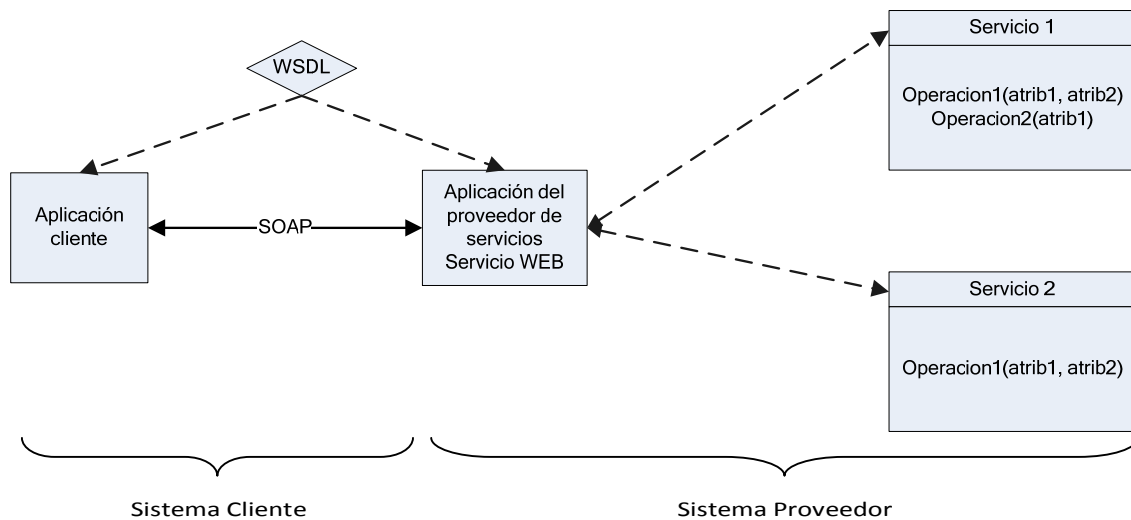 WSDL
Aplicación
cliente
SOAP
Aplicación del
proveedor de
servicios
Servicio WEB
Servicio 1
Operacion1(atrib1, atrib2)
Operacion2(atrib1)
Servicio 2
Operacion1(atrib1, atrib2)
Sistema Cliente
Sistema Proveedor